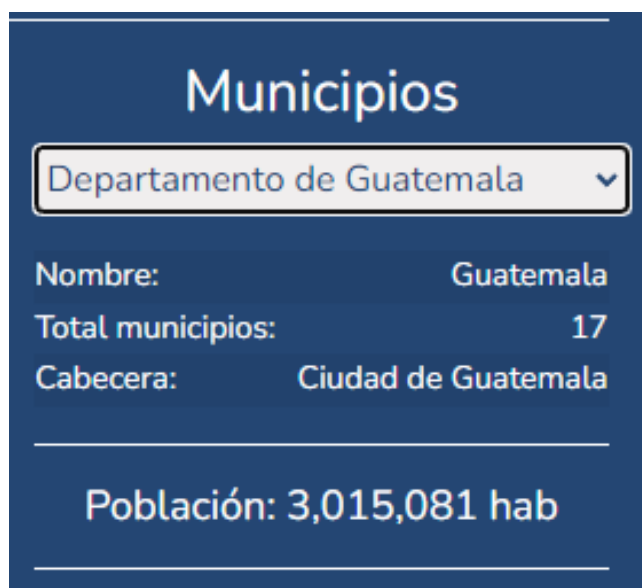 Municipios
Departamento de Guatemala
Nombre: Guatemala
Total municipios: 17
Cabecera: Ciudad de Guatemala
Población: 3,015,081 hab